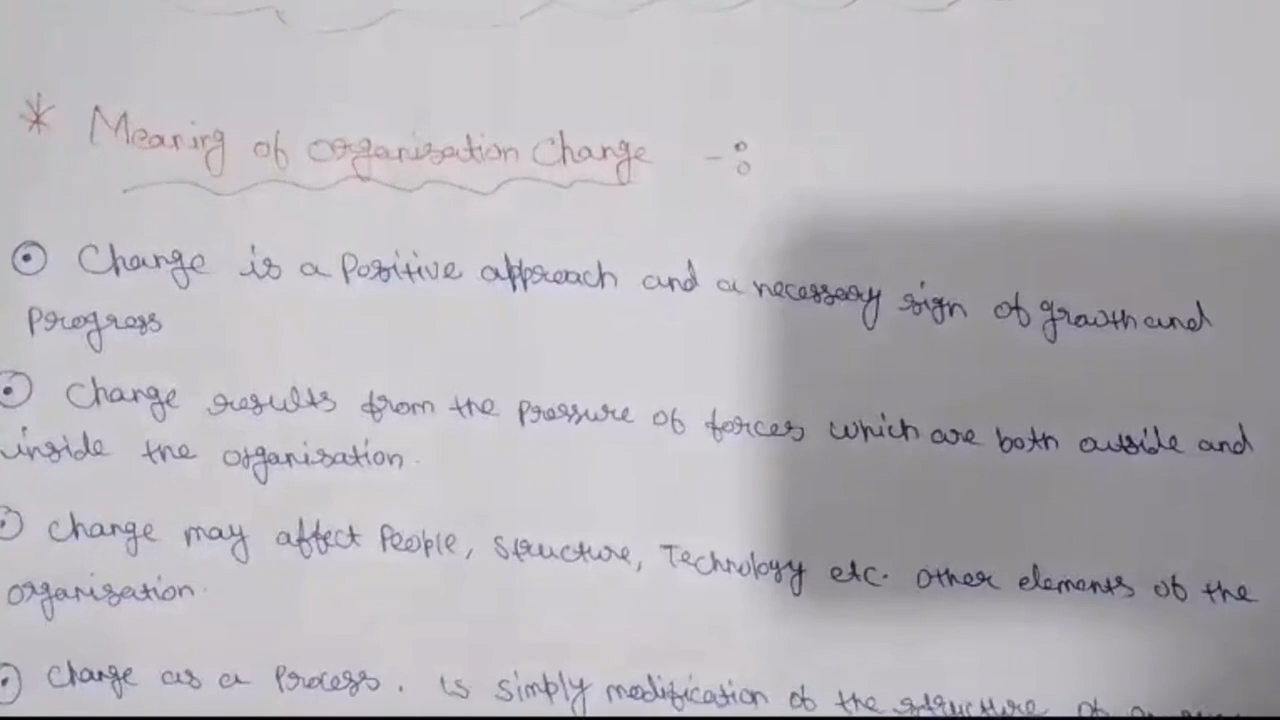 * Meaning of organisation Change -:
⊙ Change is a Positive approach and a necessary sign of growth and
Progress
⊙ Change results from the Pressure of forces which are both outside and
inside the organisation.
⊙ Change may affect People, Structure, Technology etc. other elements of the
organisation.
⊙ Change as a Process. is simply modification of the structure of